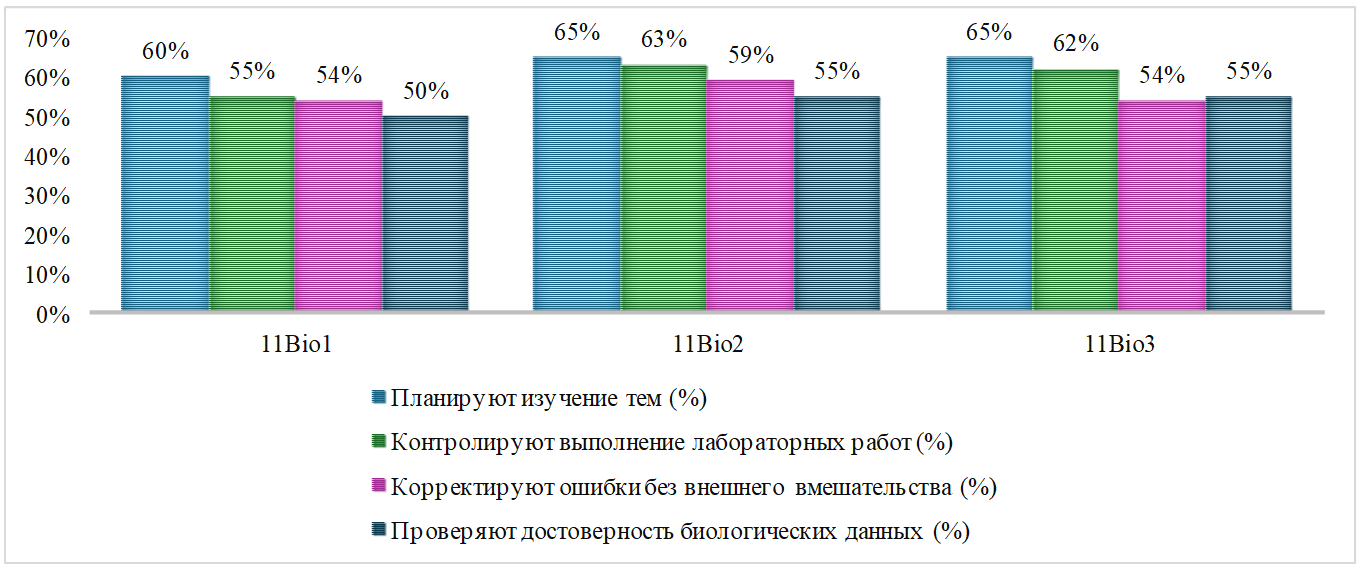 70%
60%
50%
40%
30%
20%
10%
0%
60%
55%
54%
50%
65%
63%
59%
55%
65%
62%
54%
55%
11Bio1
11Bio2
11Bio3
Планируют изучение тем (%)
Контролируют выполнение лабораторных работ (%)
Корректируют ошибки без внешнего вмешательства (%)
Проверяют достоверность биологических данных (%)